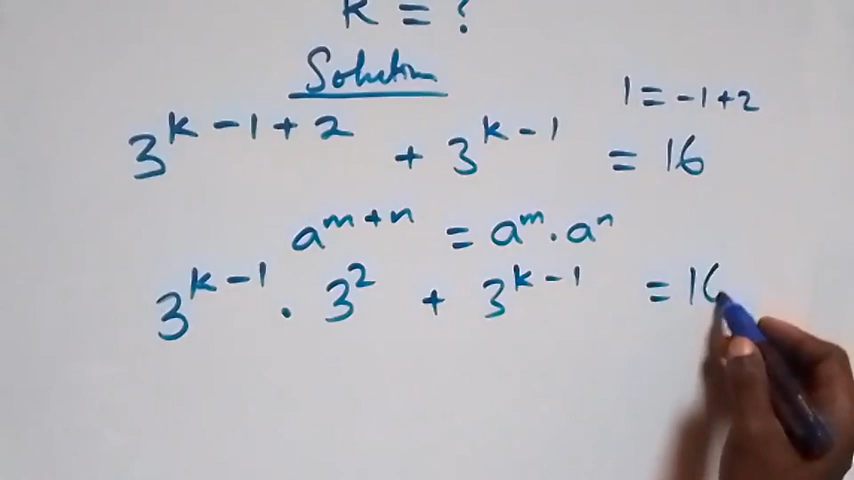 k = ?
Solution
1 = -1+2
3^{k-1+2} + 3^{k-1} = 16
a^{m+n} = a^m . a^n
3^{k-1} . 3^2 + 3^{k-1} = 16